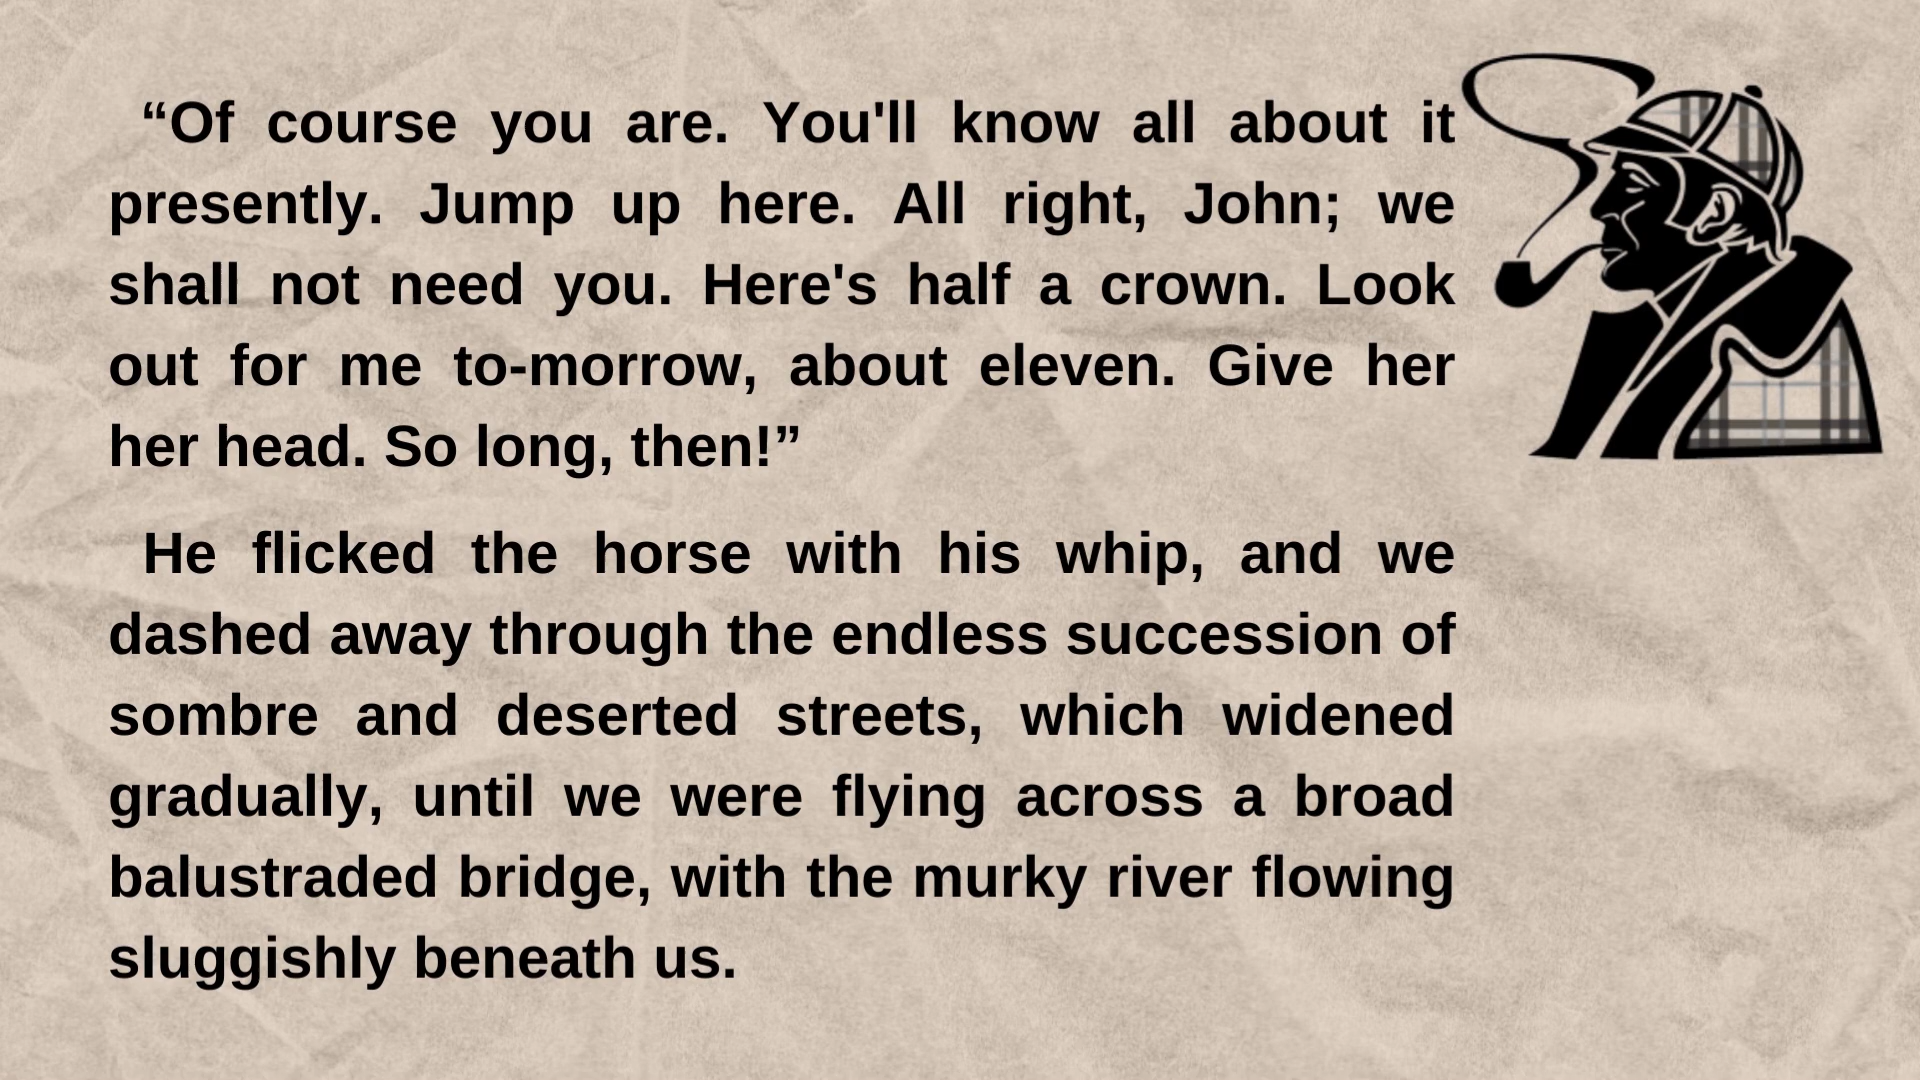 “Of course you are. You'll know all about it
presently. Jump up here. All right, John; we
shall not need you. Here's half a crown. Look
out for me to-morrow, about eleven. Give her
her head. So long, then!”
He flicked the horse with his whip, and we
dashed away through the endless succession of
sombre and deserted streets, which widened
gradually, until we were flying across a broad
balustraded bridge, with the murky river flowing
sluggishly beneath us.